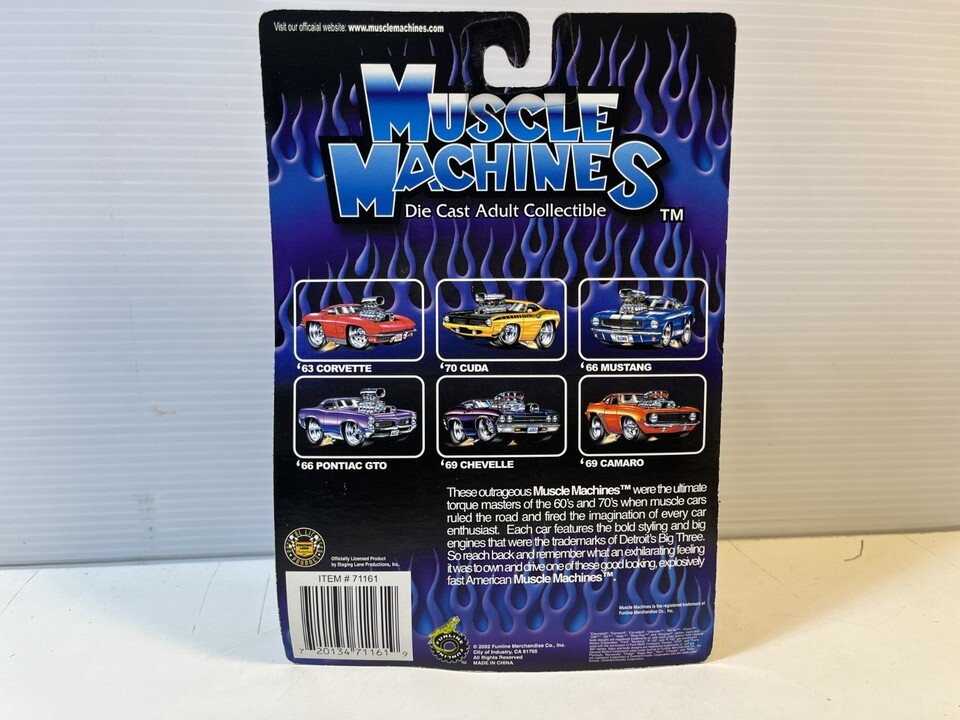 Visit our officaial website: www.musclemachines.com
MUSCLE
MACHINES
Die Cast Adult Collectible
TM
'63 CORVETTE
'70 CUDA
'66 MUSTANG
'66 PONTIAC GTO
'69 CHEVELLE
'69 CAMARO
These outrageous Muscle Machines™ were the ultimate
torque masters of the 60's and 70's when muscle cars
ruled the road and fired the imagination of every car
enthusiast. Each car features the bold styling and big
engines that were the trademarks of Detroit's Big Three.
So reach back and remember what an exhilarating feeling
it was to own and drive one of these good looking, explosively
fast American Muscle Machines™.
Officially Licensed Product
by Staging Lane Productions, Inc.
ITEM # 71161
7 20134 71161 9
Muscle Machines is the registered trademark of
Funline Merchandise Co., Inc.
FUNLINE
© 2002 Funline Merchandise Co., Inc.
City of Industry, CA 91765
All Rights Reserved
MADE IN CHINA